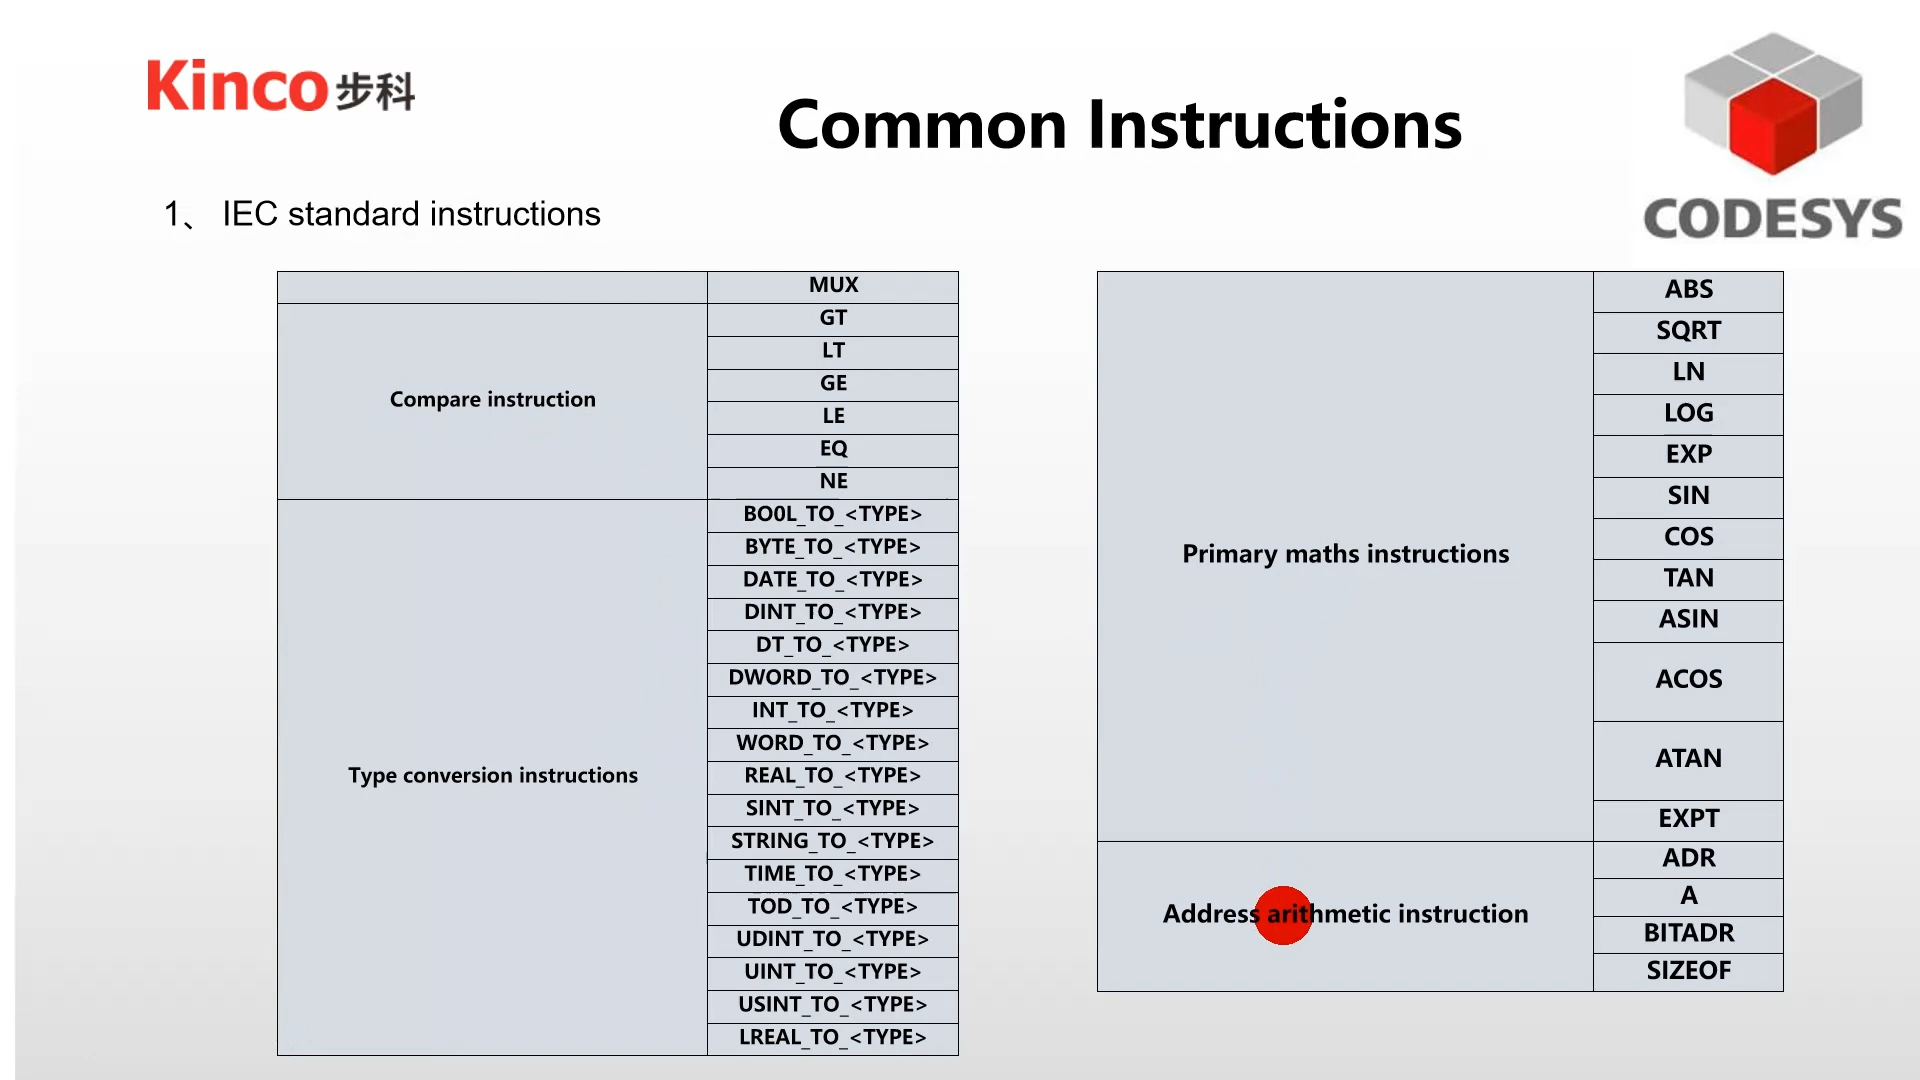 Kinco步科
Common Instructions
CODESYS
1、 IEC standard instructions
MUX
Compare instruction
GT
LT
GE
LE
EQ
NE
Type conversion instructions
BO0L_TO_<TYPE>
BYTE_TO_<TYPE>
DATE_TO_<TYPE>
DINT_TO_<TYPE>
DT_TO_<TYPE>
DWORD_TO_<TYPE>
INT_TO_<TYPE>
WORD_TO_<TYPE>
REAL_TO_<TYPE>
SINT_TO_<TYPE>
STRING_TO_<TYPE>
TIME_TO_<TYPE>
TOD_TO_<TYPE>
UDINT_TO_<TYPE>
UINT_TO_<TYPE>
USINT_TO_<TYPE>
LREAL_TO_<TYPE>
Primary maths instructions
ABS
SQRT
LN
LOG
EXP
SIN
COS
TAN
ASIN
ACOS
ATAN
EXPT
Address arithmetic instruction
ADR
A
BITADR
SIZEOF